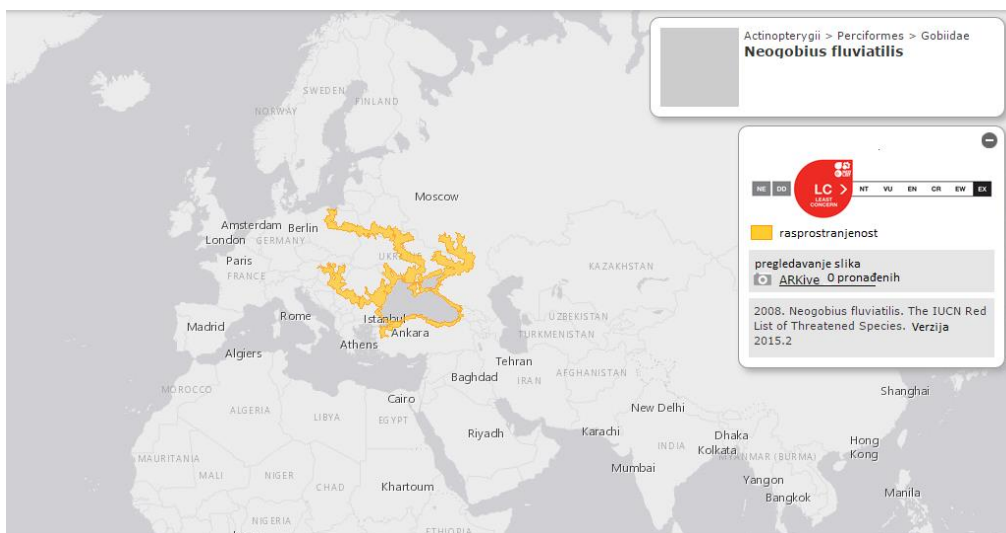 Actinopterygii > Perciformes > Gobiidae
Neogobius fluviatilis
NE DD LC > NT VU EN CR EW EX
LEAST
CONCERN
rasprostranjenost
pregledavanje slika
ARKive 0 pronađenih
2008. Neogobius fluviatilis. The IUCN Red
List of Threatened Species. Verzija
2015.2
SWEDEN
FINLAND
NORWAY
Moscow
Amsterdam
Berlin
London
GERMANY
Paris
FRANCE
KAZAKHSTAN
Rome
Istanbul
UZBEKISTAN
Madrid
Ankara
TURKMENISTAN
Athens
Algiers
Tehran
Baghdad
IRAN
AFGHANISTAN
MOROCCO
Cairo
Shanghai
ALGERIA
LIBYA
EGYPT
New Delhi
Riyadh
Karachi
Dhaka
INDIA
Kolkata
MYANMAR (BURMA)
Hong
Kong
MAURITANIA
Mumbai
MALI
NIGER
CHAD
Khartoum
Yangon
Bangkok
Manila
NIGERIA
ETHIOPIA